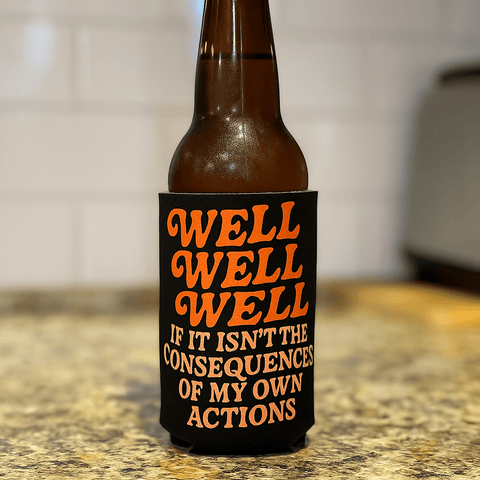 WELL
WELL
WELL
IF IT ISN'T THE
CONSEQUENCES
OF MY OWN
ACTIONS